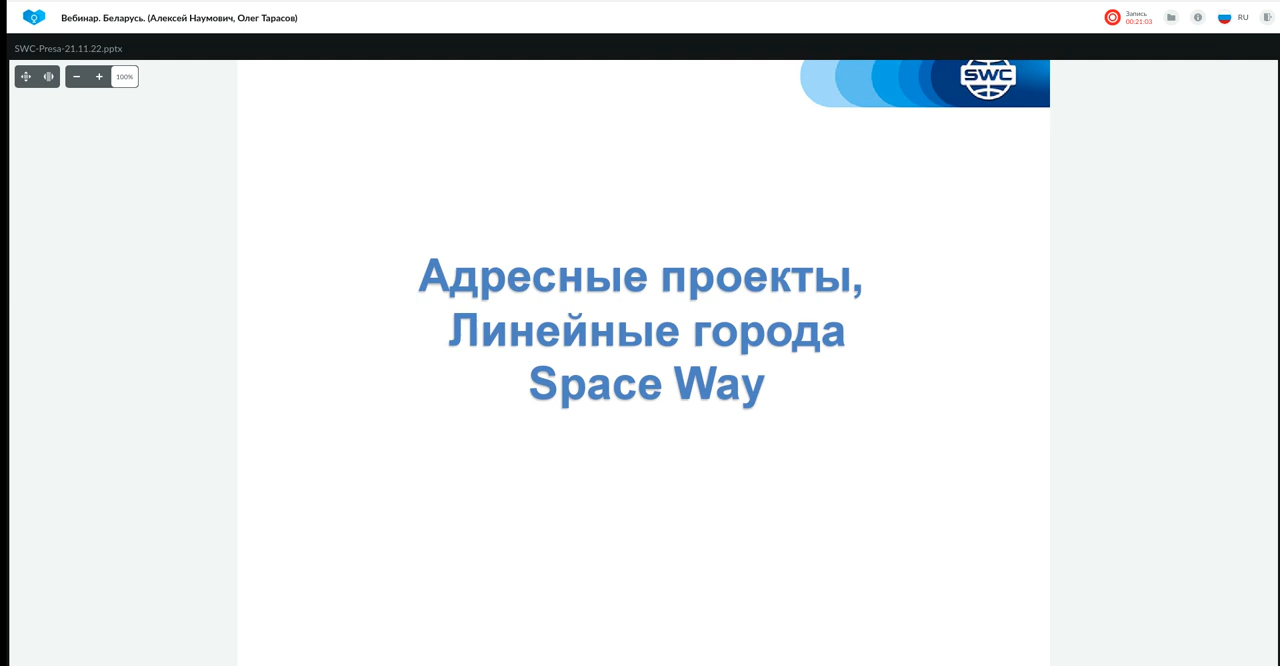 Вебинар. Беларусь. (Алексей Наумович, Олег Тарасов)
Запись
00:21:03
RU
SWC-Presa-21.11.22.pptx
100%
SWC
Адресные проекты,
Линейные города
Space Way